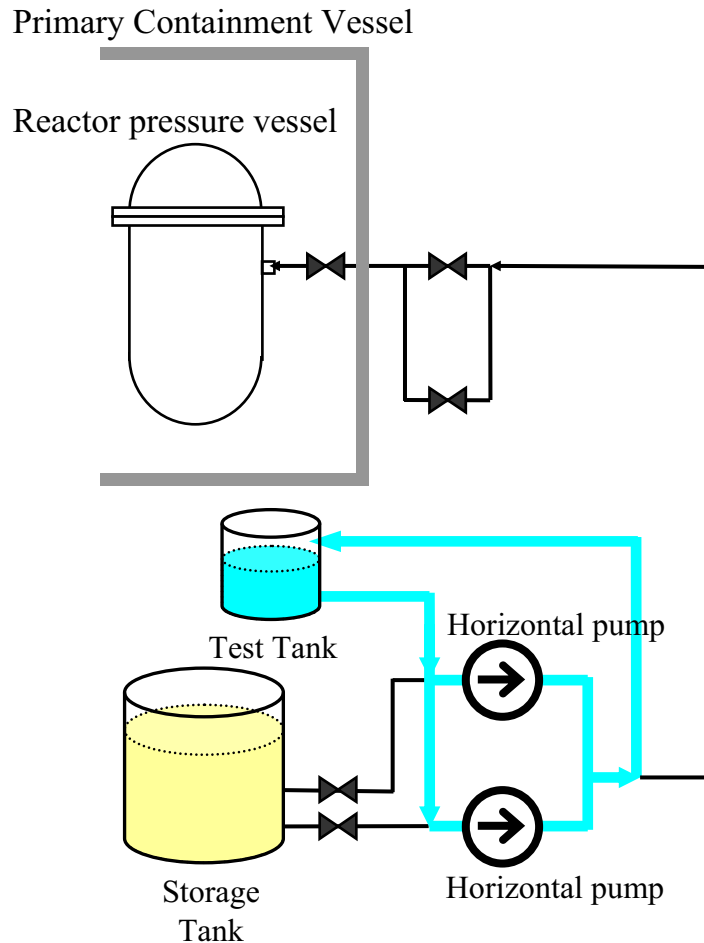 Primary Containment Vessel
Reactor pressure vessel
Test Tank
Horizontal pump
Storage
Tank
Horizontal pump